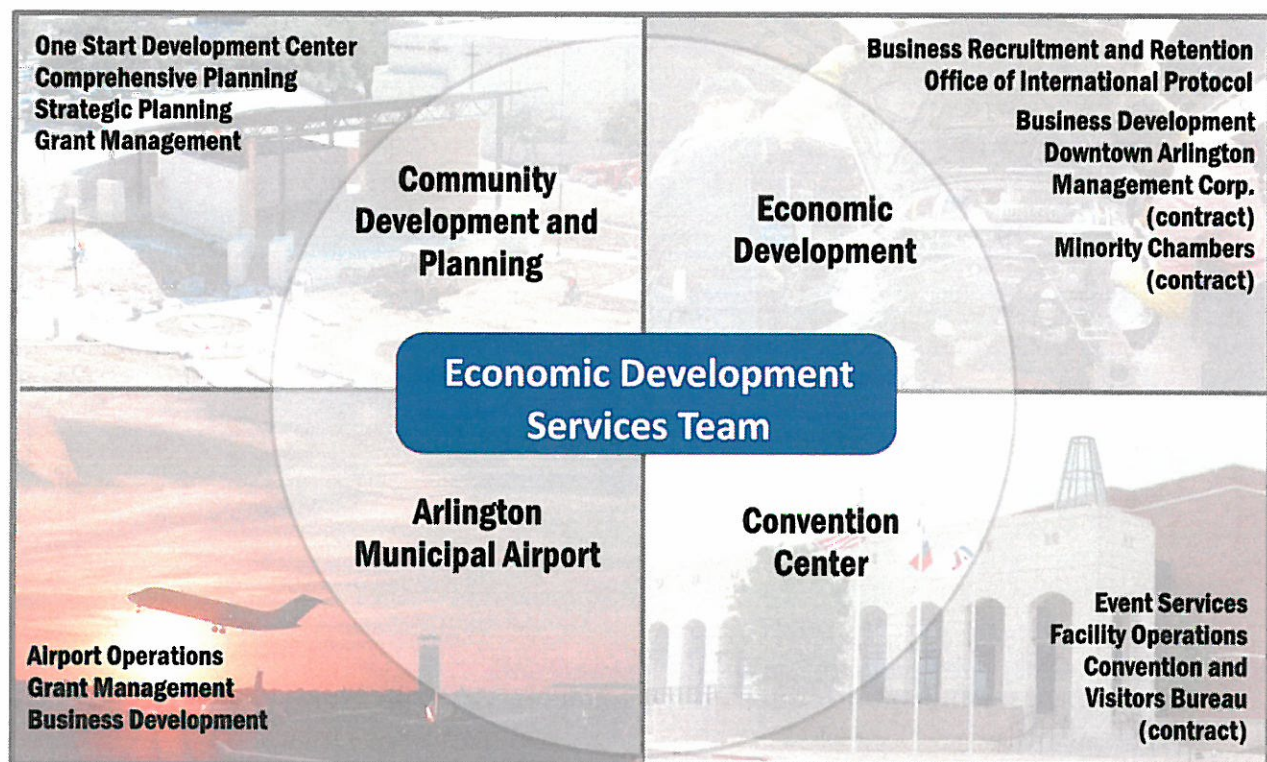 One Start Development Center
Comprehensive Planning
Strategic Planning
Grant Management
Community
Development and
Planning
Business Recruitment and Retention
Office of International Protocol
Business Development
Downtown Arlington
Management Corp.
(contract)
Minority Chambers
(contract)
Economic
Development
Economic Development
Services Team
Arlington
Municipal Airport
Airport Operations
Grant Management
Business Development
Convention
Center
Event Services
Facility Operations
Convention and
Visitors Bureau
(contract)